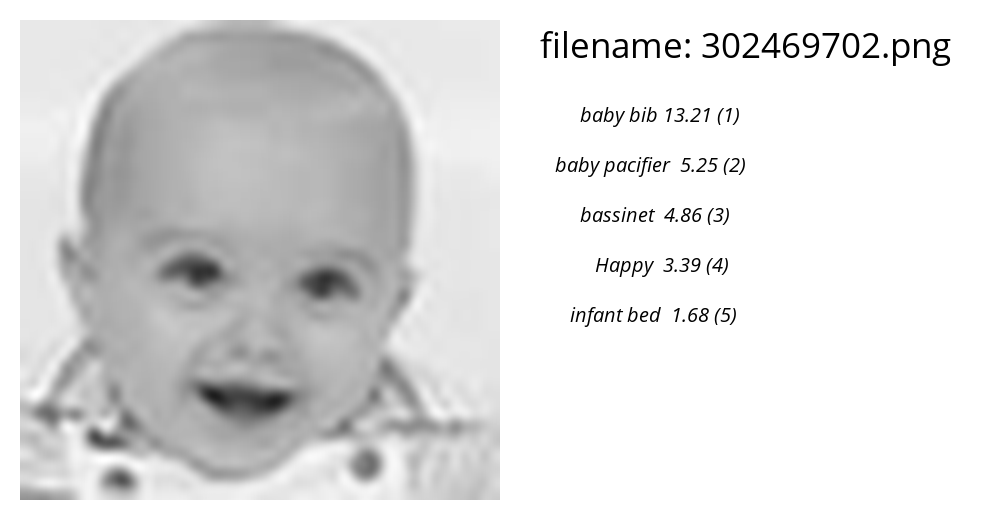 filename: 302469702.png
baby bib 13.21 (1)
baby pacifier 5.25 (2)
bassinet 4.86 (3)
Happy 3.39 (4)
infant bed 1.68 (5)